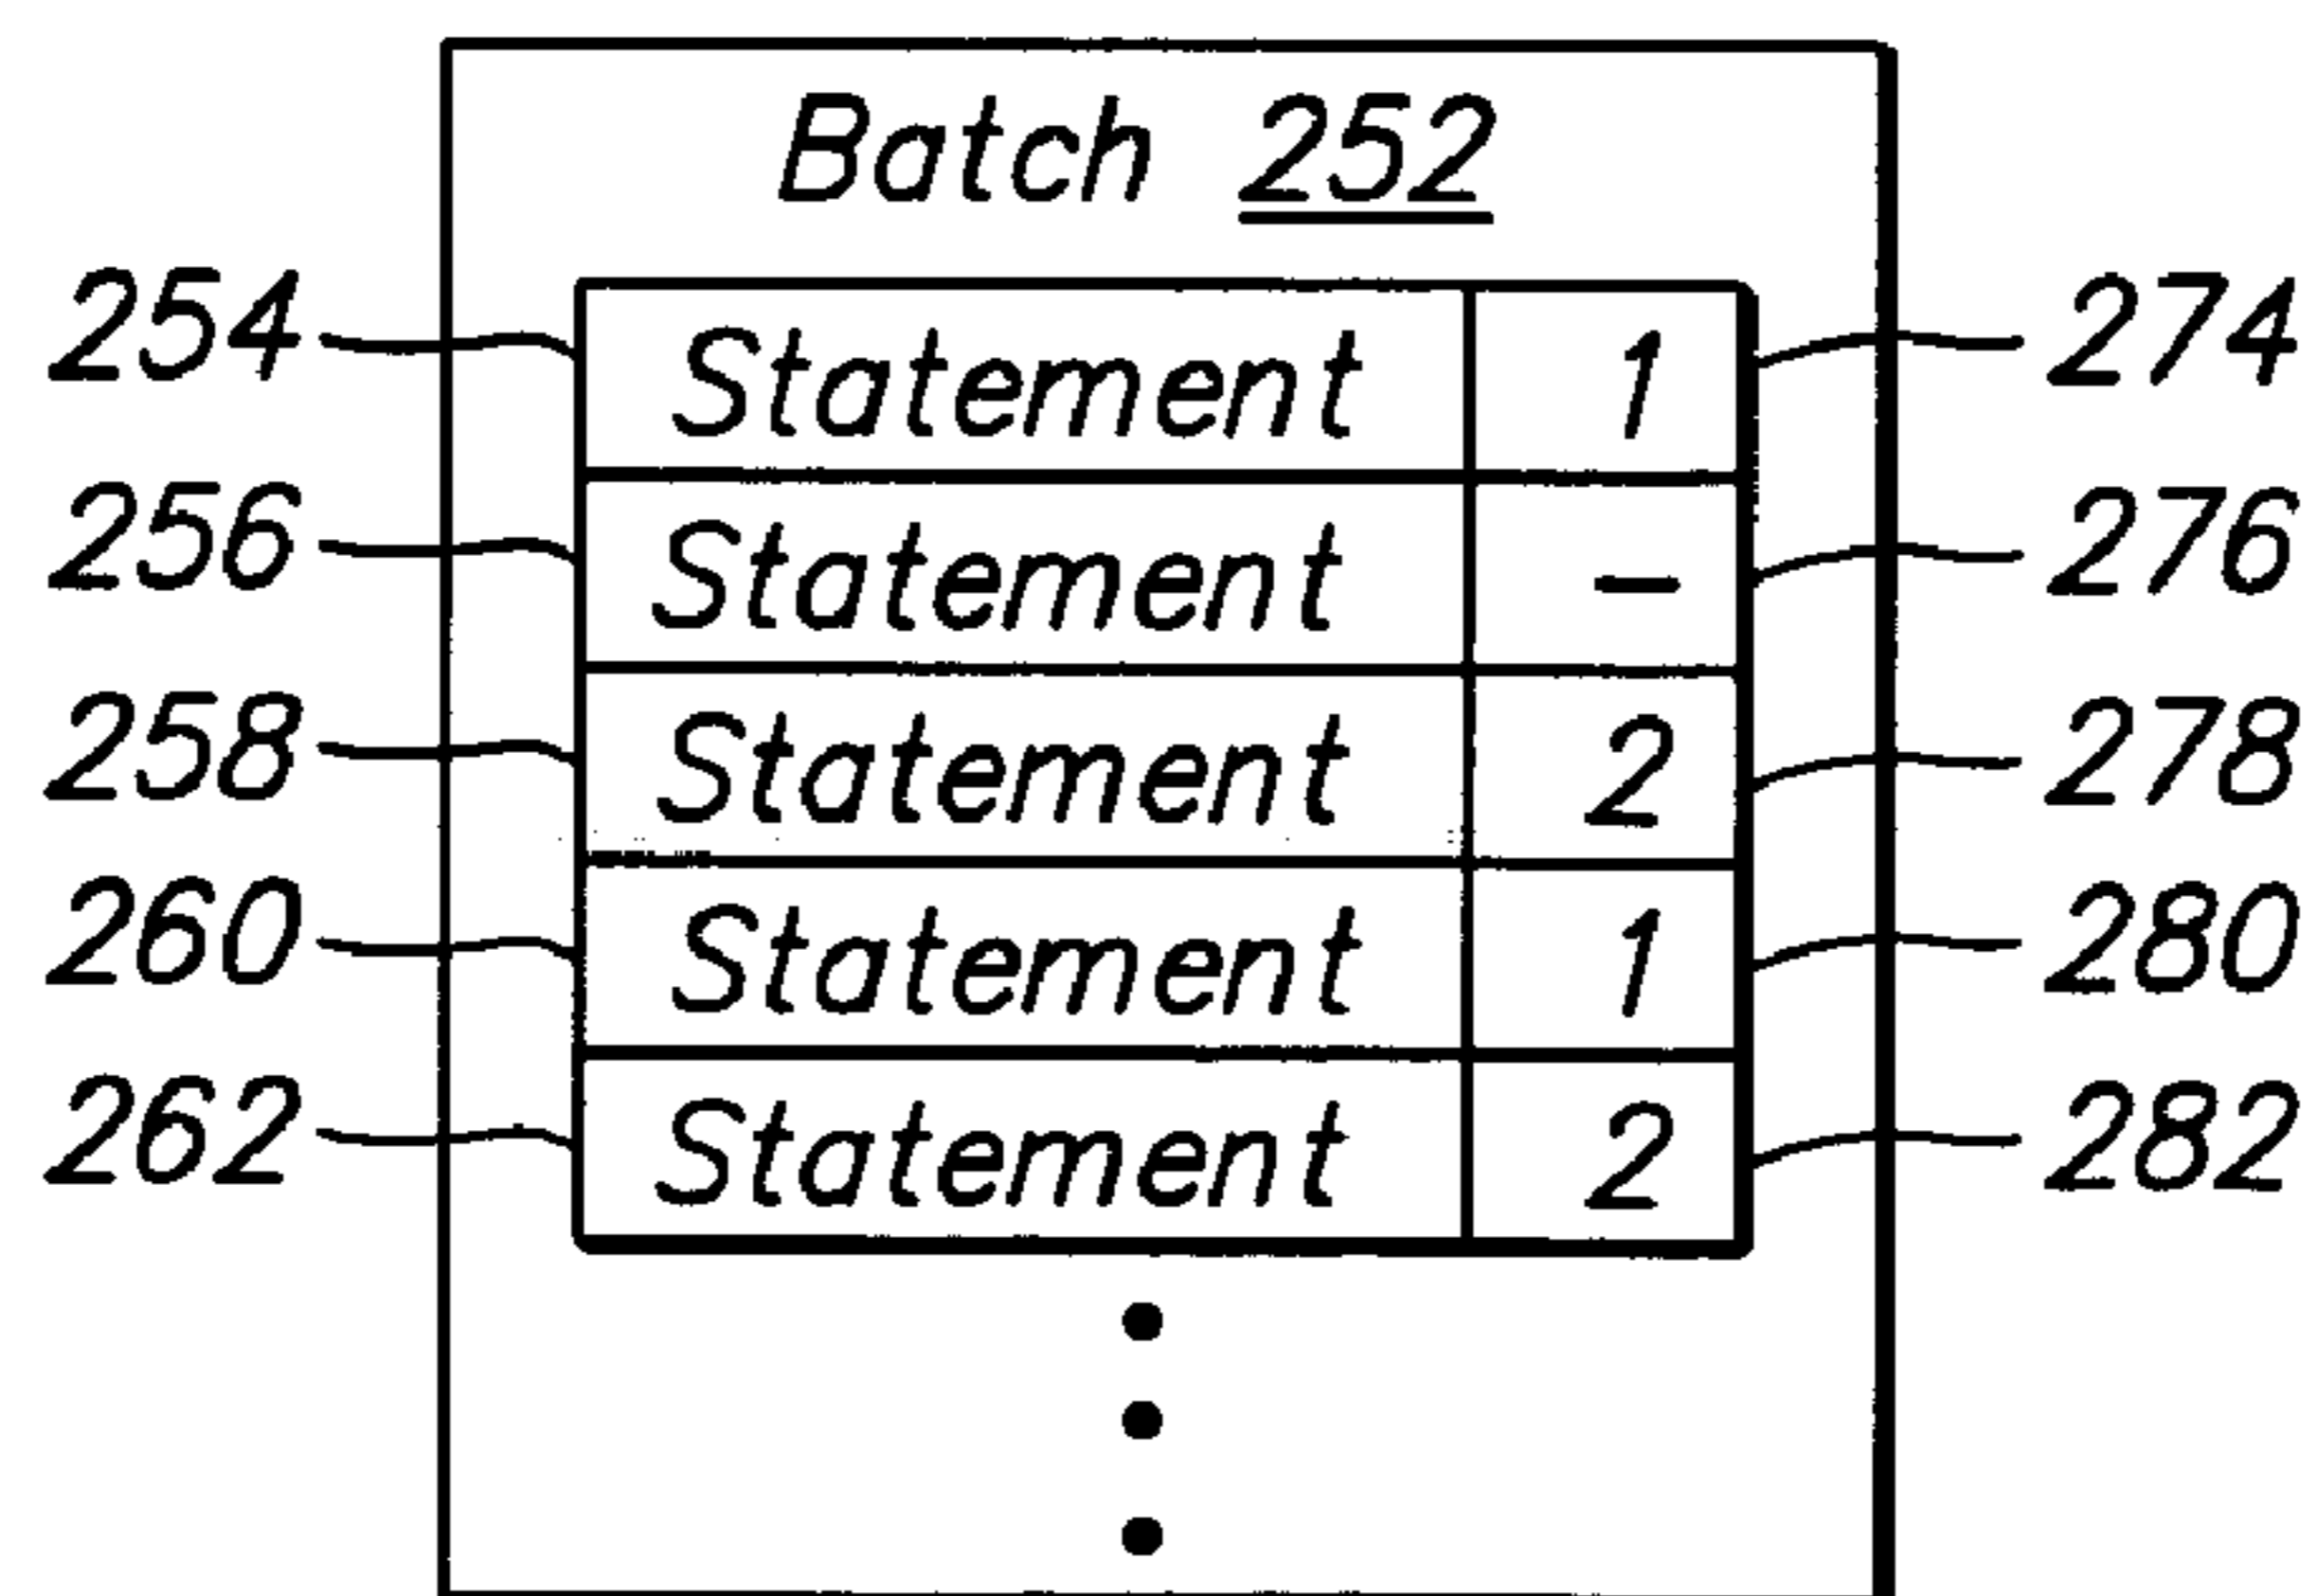 Batch 252
254 Statement 1 274
256 Statement - 276
258 Statement 2 278
260 Statement 1 280
262 Statement 2 282